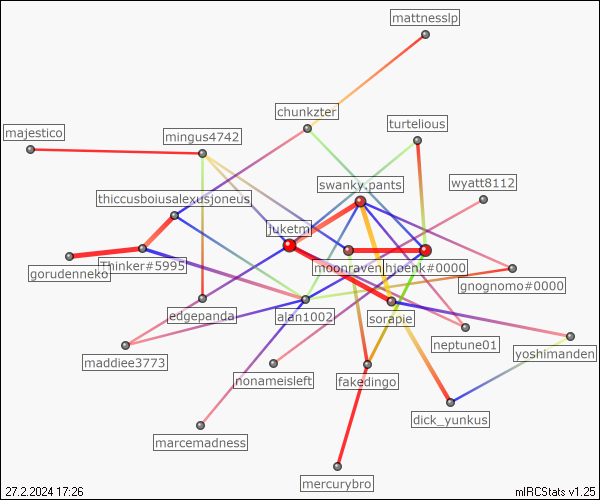 mattnesslp
chunkzter
turtelious
majestico
mingus4742
swanky.pants
wyatt8112
thiccusboiusalexusjoneus
juketm
gorudenneko
Thinker#5995
moonraven
hjoenk#0000
gnognomo#0000
edgepanda
alan1002
sorapie
neptune01
yoshimanden
maddiee3773
nonameisleft
fakedingo
dick_yunkus
marcemadness
mercurybro
27.2.2024 17:26
mIRCStats v1.25